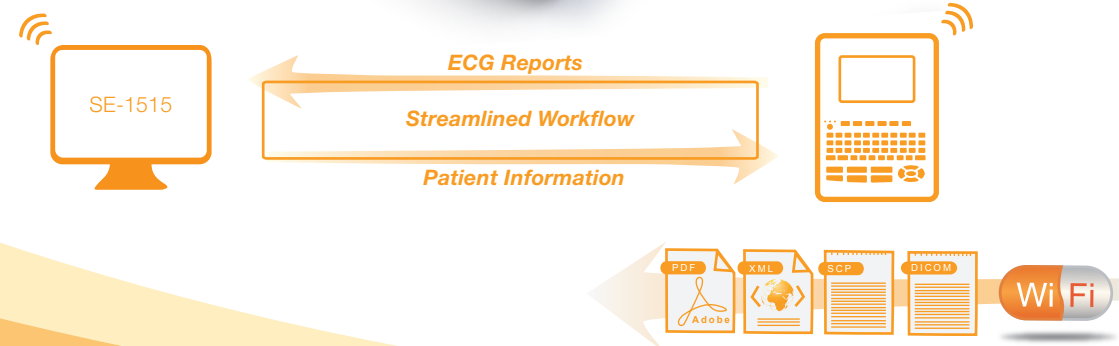 ECG Reports
SE-1515
Streamlined Workflow
Patient Information
PDF
XML
SCP
DICOM
Adobe
Wi Fi